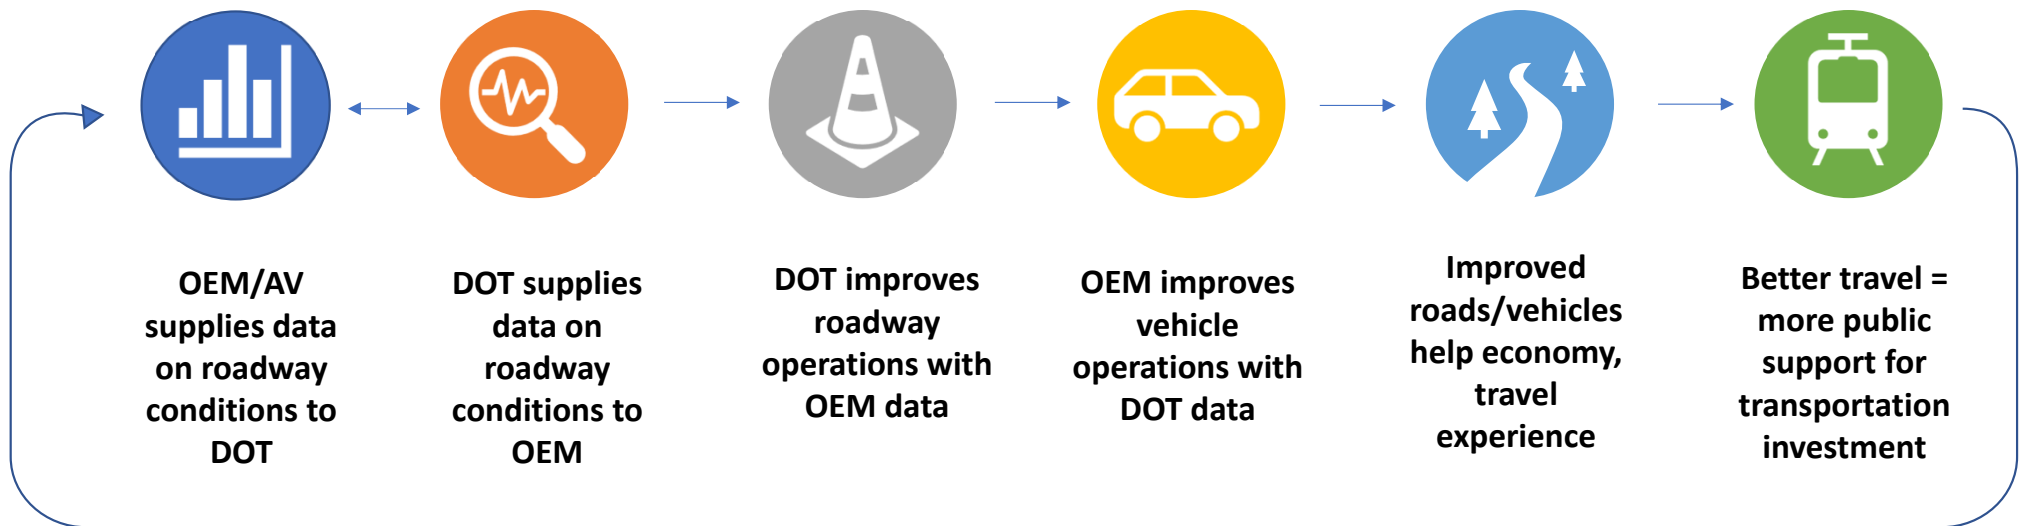 OEM/AV
supplies data
on roadway
conditions to
DOT
DOT supplies
data on
roadway
conditions to
OEM
DOT improves
roadway
operations with
OEM data
OEM improves
vehicle
operations with
DOT data
Improved
roads/vehicles
help economy,
travel
experience
Better travel =
more public
support for
transportation
investment